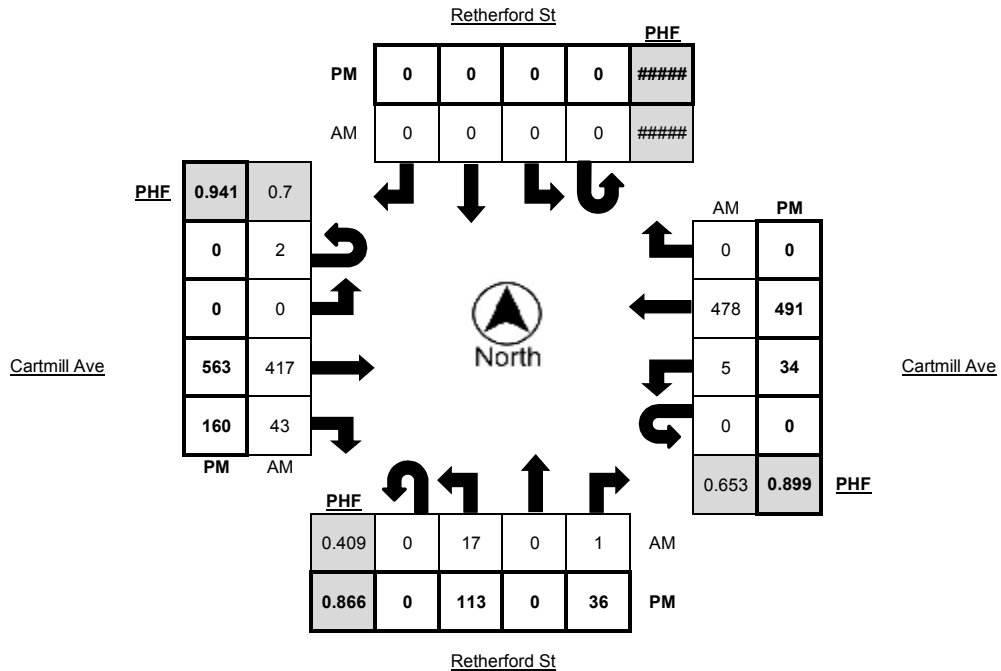 Retherford St
PHF
PM 0 0 0 0 #####
AM 0 0 0 0 #####
PHF 0.941 0.7
0 2
0 0
563 417
160 43
PM AM
Cartmill Ave
North
AM PM
0 0
478 491
5 34
0 0
0.653 0.899 PHF
Cartmill Ave
PHF
0.409 0 17 0 1 AM
0.866 0 113 0 36 PM
Retherford St